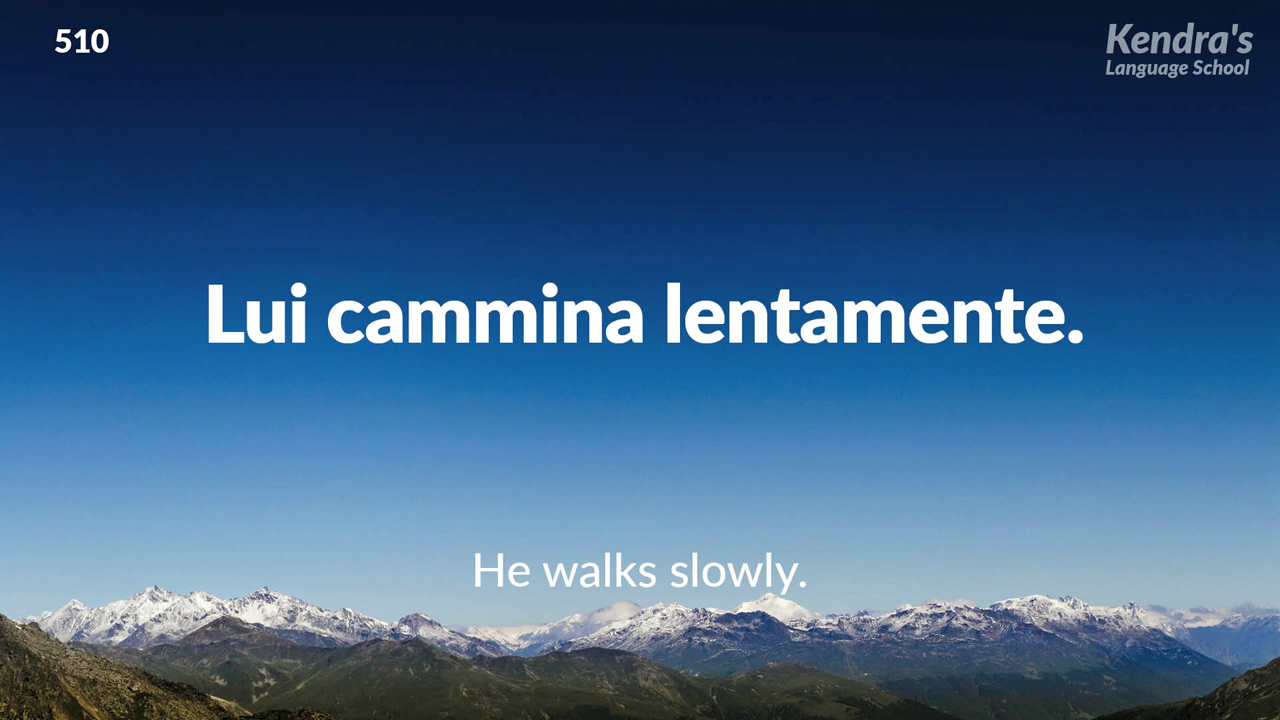 510
Kendra's
Language School
Lui cammina lentamente.
He walks slowly.